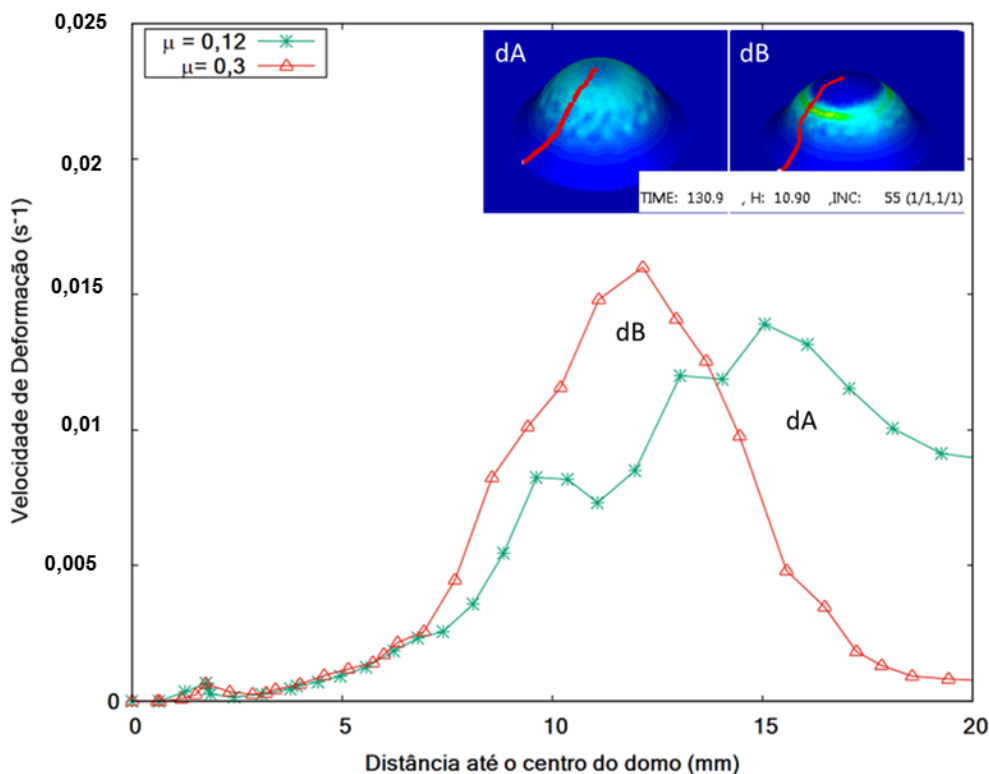 0,025
0,02
0,015
0,01
0,005
0
Velocidade de Deformação (s-1)
μ = 0,12
μ= 0,3
dA
dB
TIME: 130.9 , H: 10.90 ,INC: 55 (1/1,1/1)
dB
dA
0 5 10 15 20
Distância até o centro do domo (mm)